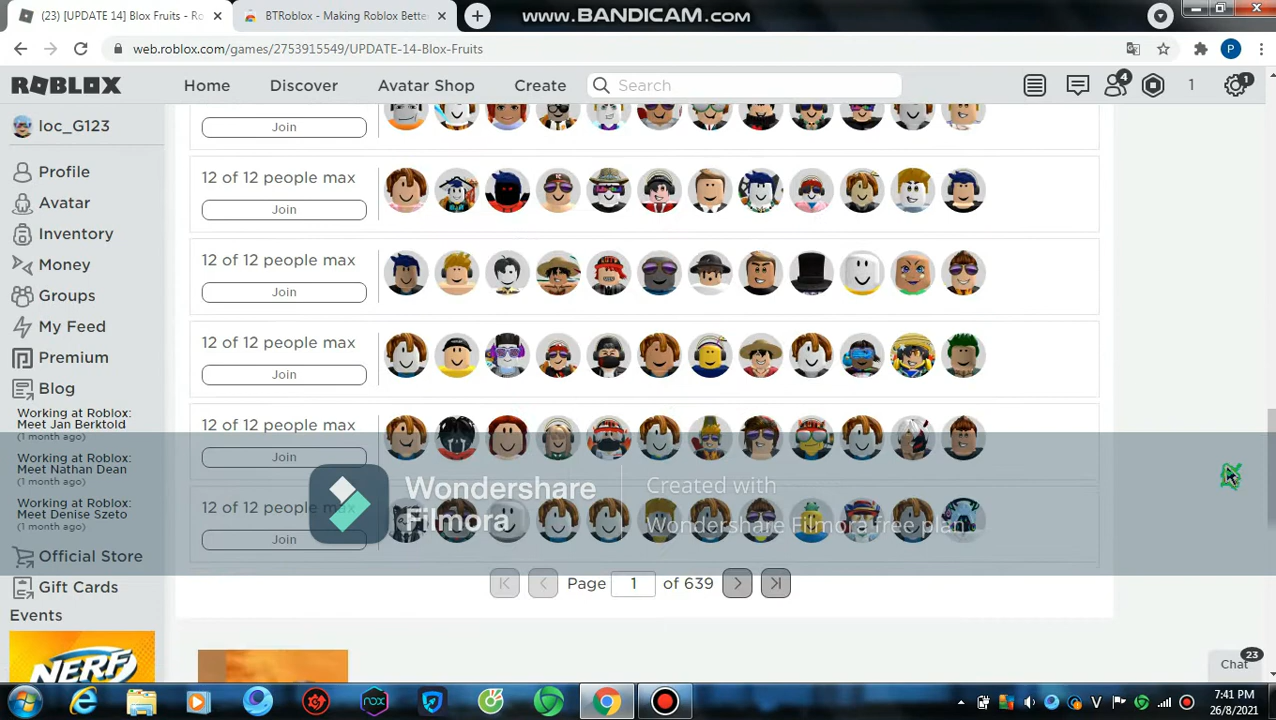 (23) [UPDATE 14] Blox Fruits - Ro
BTRoblox - Making Roblox Bette
WWW.BANDICAM.COM
web.roblox.com/games/2753915549/UPDATE-14-Blox-Fruits
P
ROBLOX
Home
Discover
Avatar Shop
Create
Search
4
1
1
loc_G123
Profile
Avatar
Inventory
Money
Groups
My Feed
Premium
Blog
Working at Roblox:
Meet Jan Berktold
(1 month ago)
Working at Roblox:
Meet Nathan Dean
(1 month ago)
Working at Roblox:
Meet Denise Szeto
(1 month ago)
Official Store
Gift Cards
Events
NERF
Join
12 of 12 people max
Join
12 of 12 people max
Join
12 of 12 people max
Join
12 of 12 people max
Join
12 of 12 people max
Join
Wondershare
Filmora
Created with
Wondershare Filmora free plan
Page 1 of 639
Chat
23
nox
V
7:41 PM
26/8/2021